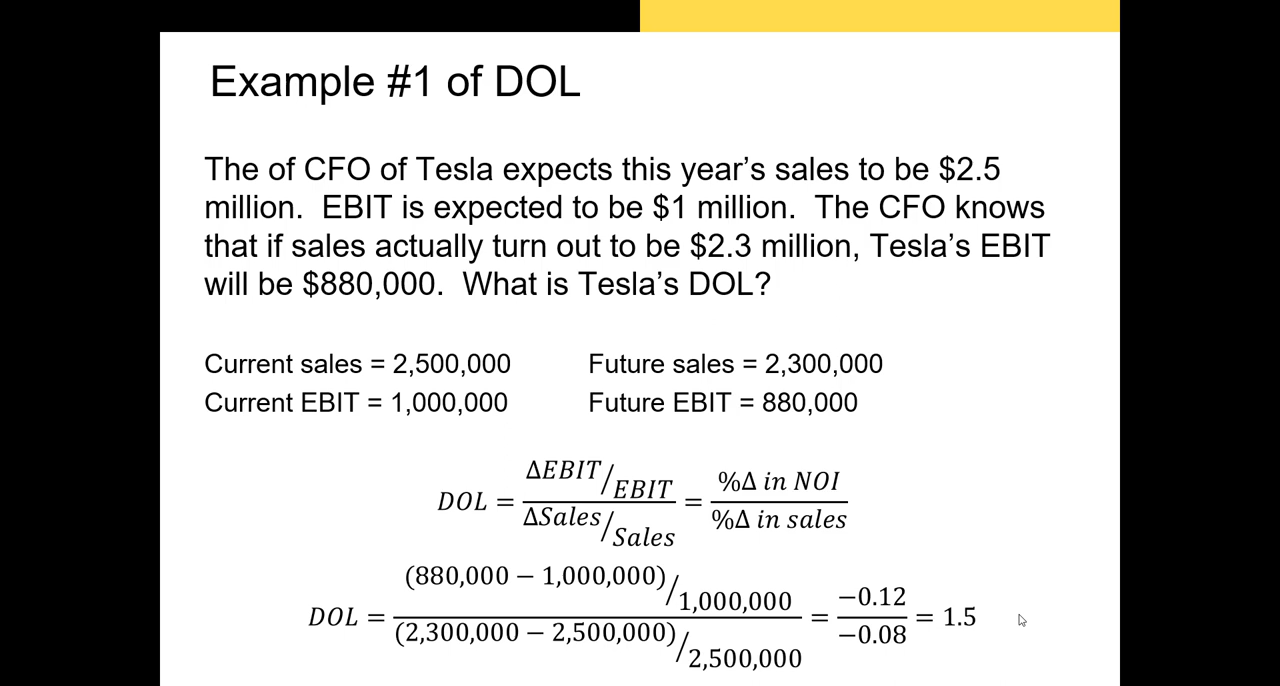 Example #1 of DOL
The of CFO of Tesla expects this year’s sales to be $2.5
million.  EBIT is expected to be $1 million.  The CFO knows
that if sales actually turn out to be $2.3 million, Tesla’s EBIT
will be $880,000.  What is Tesla’s DOL?
Current sales = 2,500,000 Future sales = 2,300,000
Current EBIT = 1,000,000 Future EBIT = 880,000
DOL = ΔEBIT/EBIT / ΔSales/Sales = %Δ in NOI / %Δ in sales
DOL = (880,000 − 1,000,000)/1,000,000 / (2,300,000 − 2,500,000)/2,500,000 = −0.12 / −0.08 = 1.5